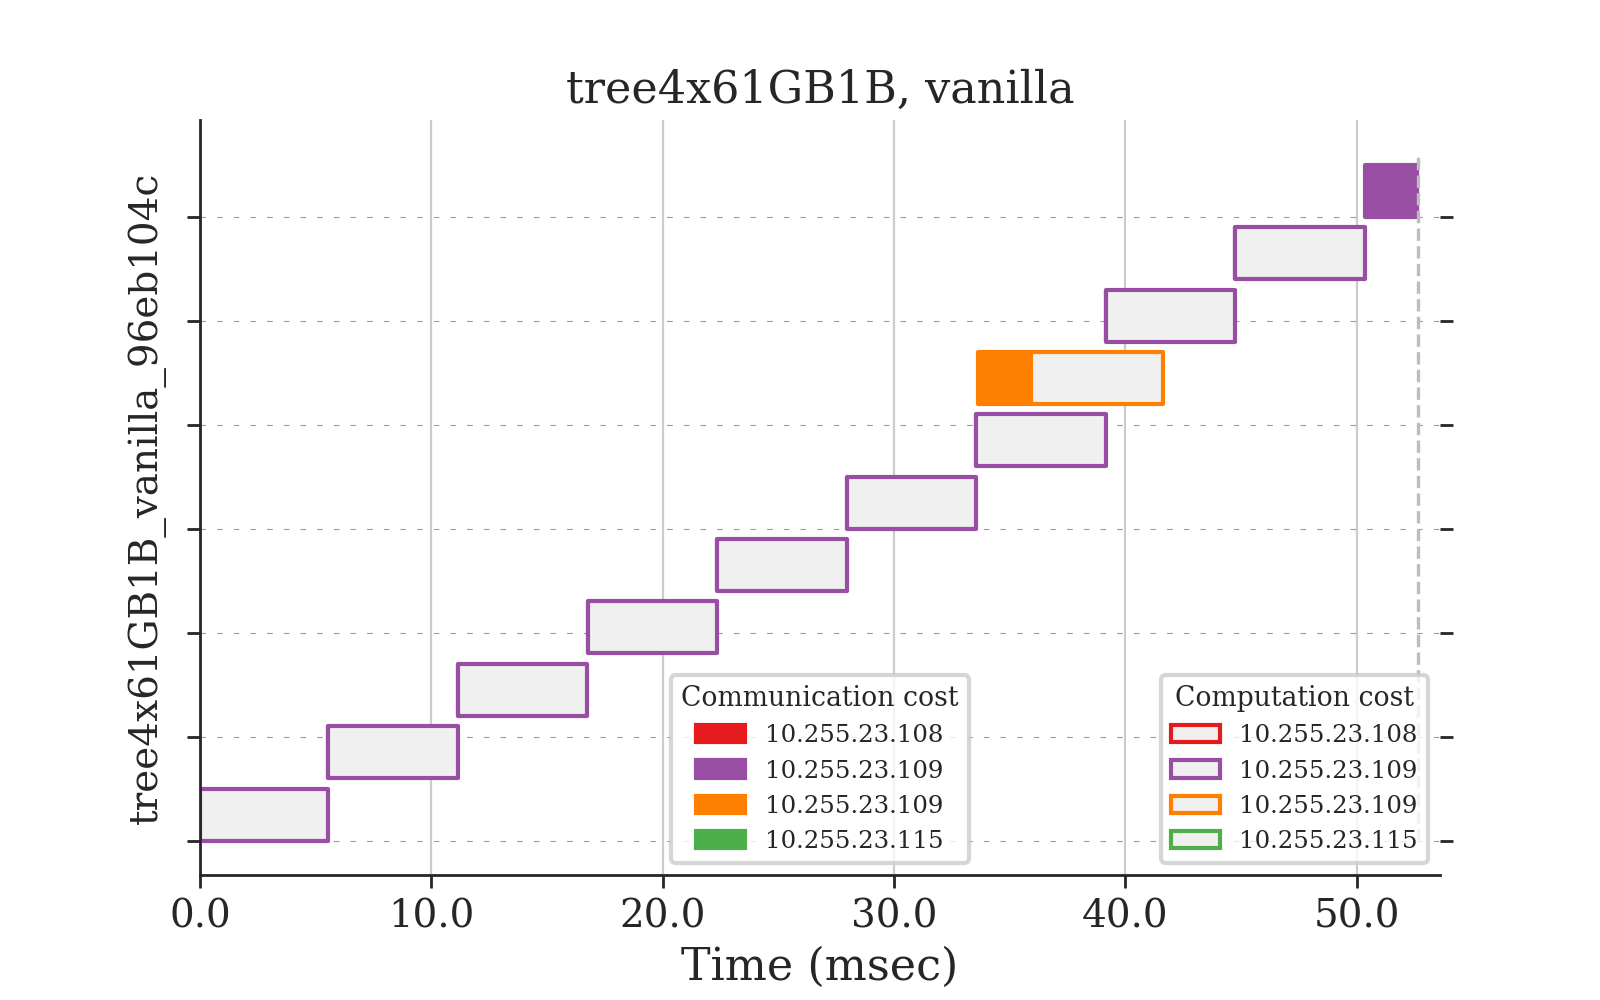 tree4x61GB1B, vanilla
tree4x61GB1B_vanilla_96eb104c
Communication cost
10.255.23.108
10.255.23.109
10.255.23.109
10.255.23.115
Computation cost
10.255.23.108
10.255.23.109
10.255.23.109
10.255.23.115
0.0 10.0 20.0 30.0 40.0 50.0
Time (msec)